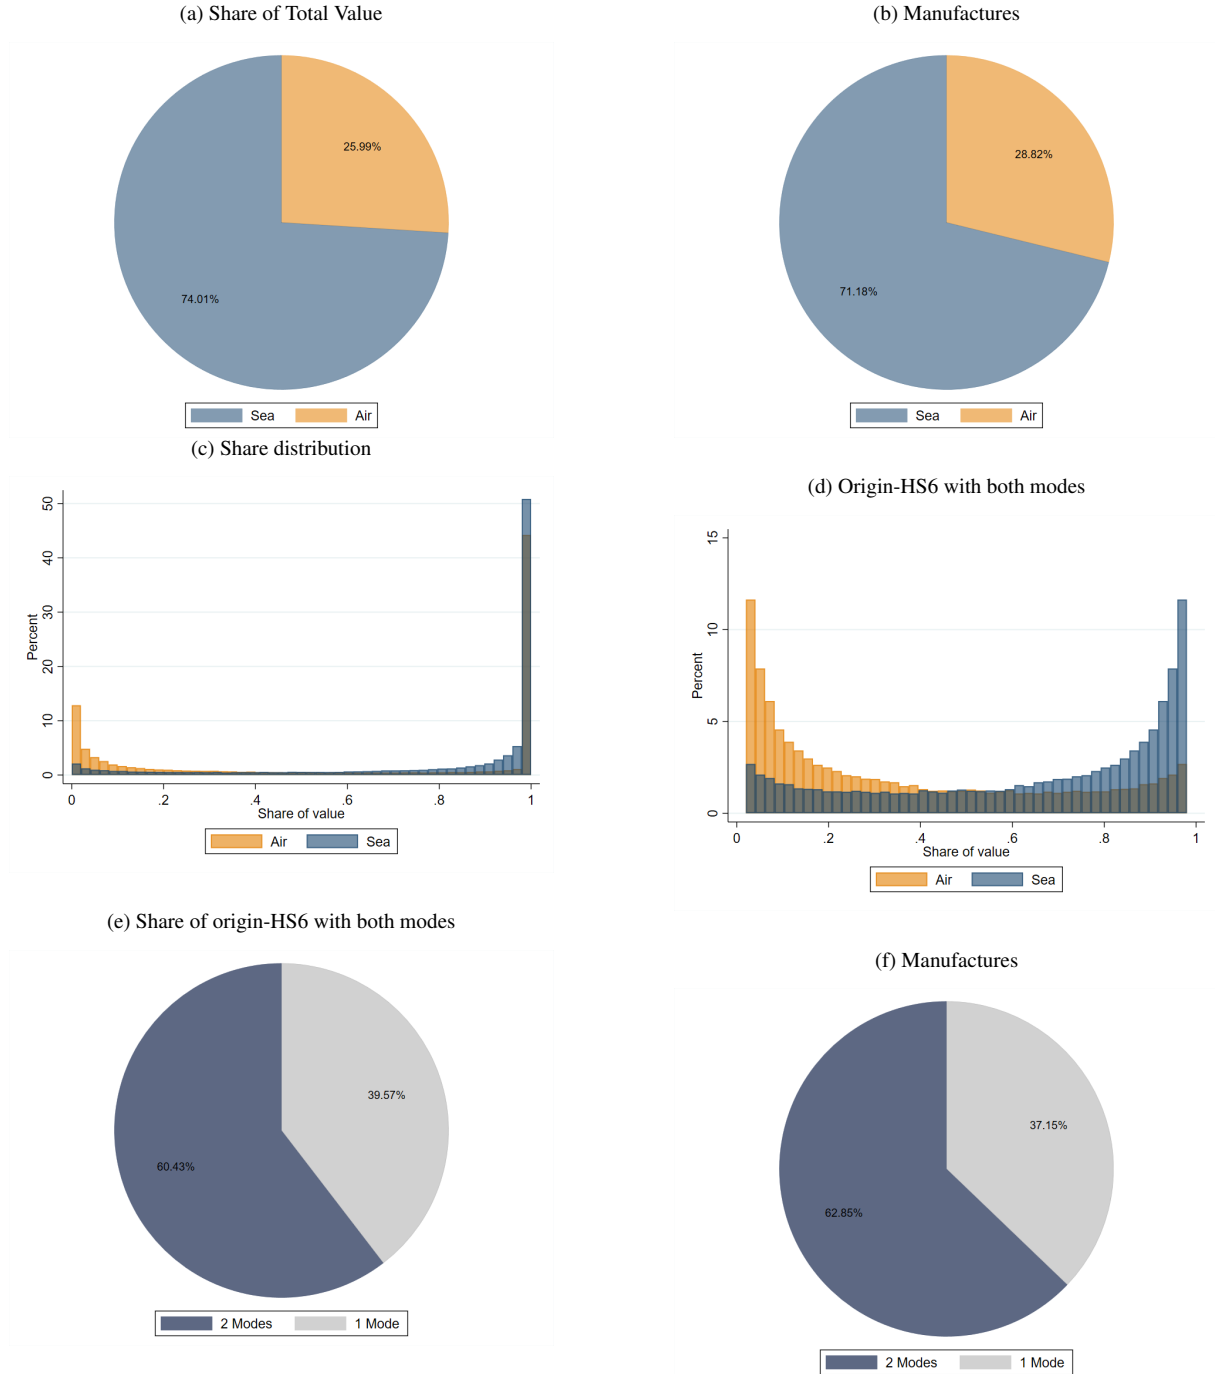 (a) Share of Total Value
25.99%
74.01%
Sea Air
(b) Manufactures
28.82%
71.18%
Sea Air
(c) Share distribution
Percent
50
40
30
20
10
0
0 .2 .4 .6 .8 1
Share of value
Air Sea
(d) Origin-HS6 with both modes
Percent
15
10
5
0
0 .2 .4 .6 .8 1
Share of value
Air Sea
(e) Share of origin-HS6 with both modes
39.57%
60.43%
2 Modes 1 Mode
(f) Manufactures
37.15%
62.85%
2 Modes 1 Mode